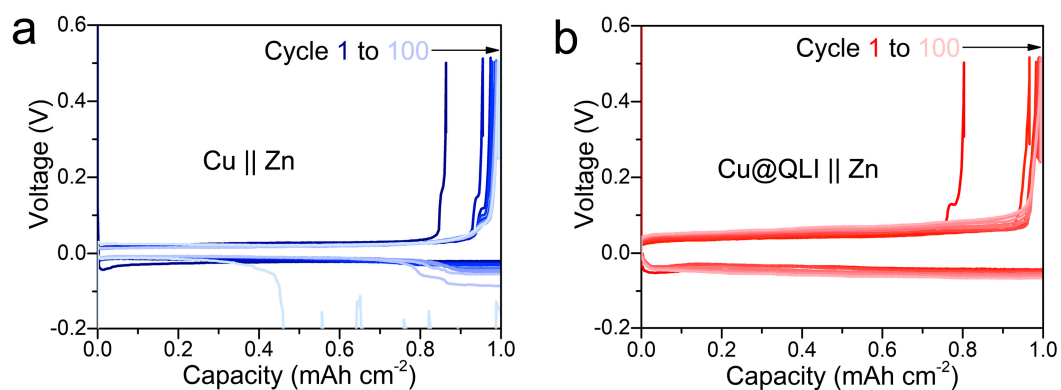 a
Cycle 1 to 100
Cu || Zn
Voltage (V)
0.6
0.4
0.2
0.0
-0.2
0.0 0.2 0.4 0.6 0.8 1.0
Capacity (mAh cm-2)
b
Cycle 1 to 100
Cu@QLI || Zn
Voltage (V)
0.6
0.4
0.2
0.0
-0.2
0.0 0.2 0.4 0.6 0.8 1.0
Capacity (mAh cm-2)